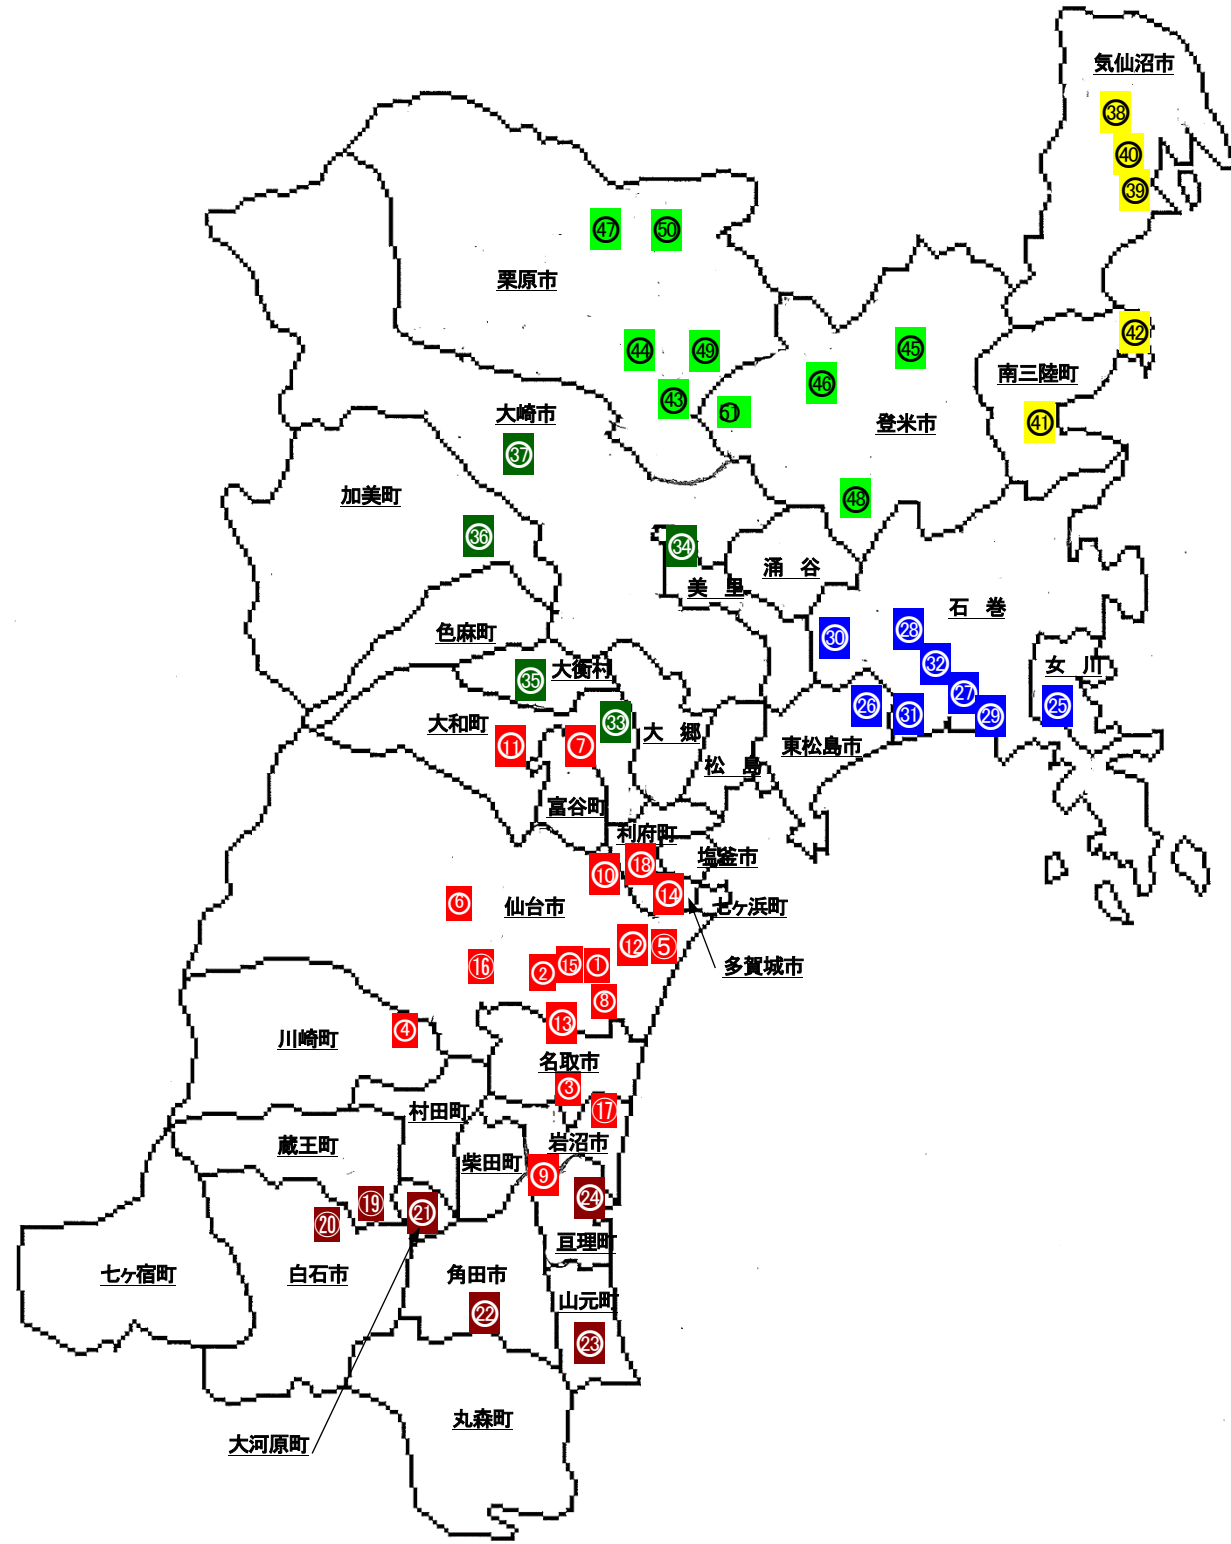 気仙沼市
㊳
㊵
㊴
㊼
㊿
栗原市
㊷
㊹
㊾
㊺
南三陸町
㊻
㊸
51
㊶
大崎市
登米市
㊲
加美町
㊽
㊱
㉞
涌　谷
美　里
石　巻
色麻町
㉚
㉘
㉜
大衡村
女　川
㉟
㉗
㉖
㉛
㉙
㉕
大和町
㉝
大　郷
⑪
⑦
東松島市
松　島
富谷町
利府町
塩釜市
⑱
⑩
⑭
⑥
仙台市
七ヶ浜町
⑫
⑤
⑯
②
⑮
①
多賀城市
⑧
⑬
川崎町
④
名取市
③
村田町
⑰
蔵王町
岩沼市
柴田町
⑨
⑲
⑳
㉑
㉔
亘理町
七ヶ宿町
白石市
角田市
山元町
㉒
㉓
丸森町
大河原町